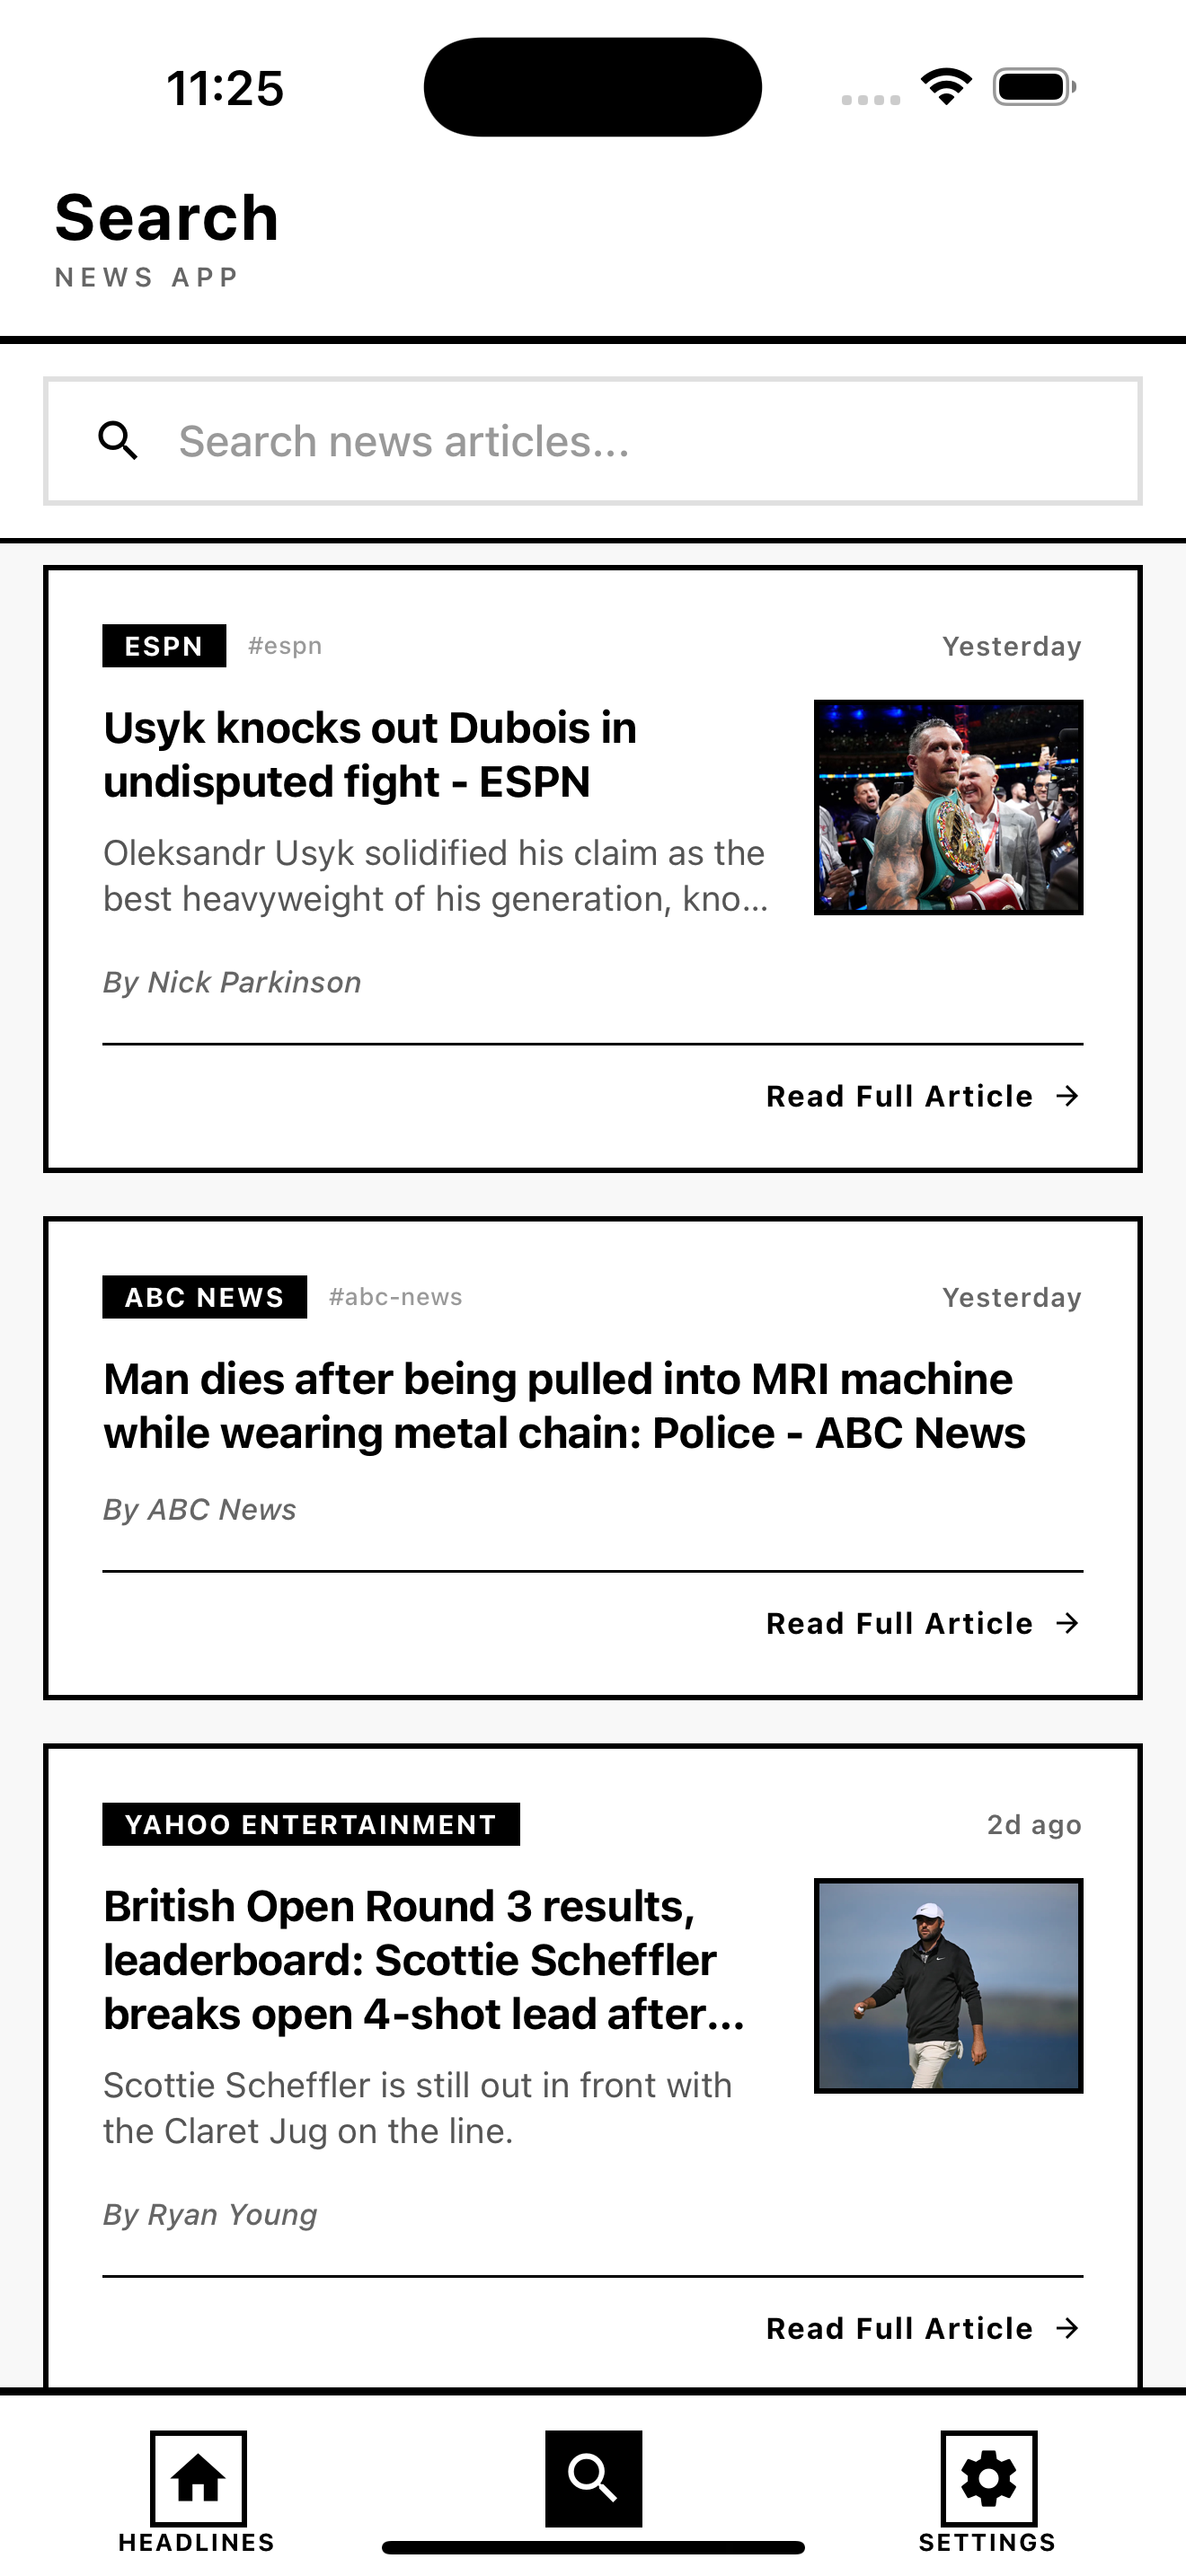 11:25
Search
NEWS APP
Search news articles...
ESPN #espn Yesterday
Usyk knocks out Dubois in
undisputed fight - ESPN
Oleksandr Usyk solidified his claim as the
best heavyweight of his generation, kno...
By Nick Parkinson
Read Full Article →
ABC NEWS #abc-news Yesterday
Man dies after being pulled into MRI machine
while wearing metal chain: Police - ABC News
By ABC News
Read Full Article →
YAHOO ENTERTAINMENT 2d ago
British Open Round 3 results,
leaderboard: Scottie Scheffler
breaks open 4-shot lead after...
Scottie Scheffler is still out in front with
the Claret Jug on the line.
By Ryan Young
Read Full Article →
HEADLINES SETTINGS